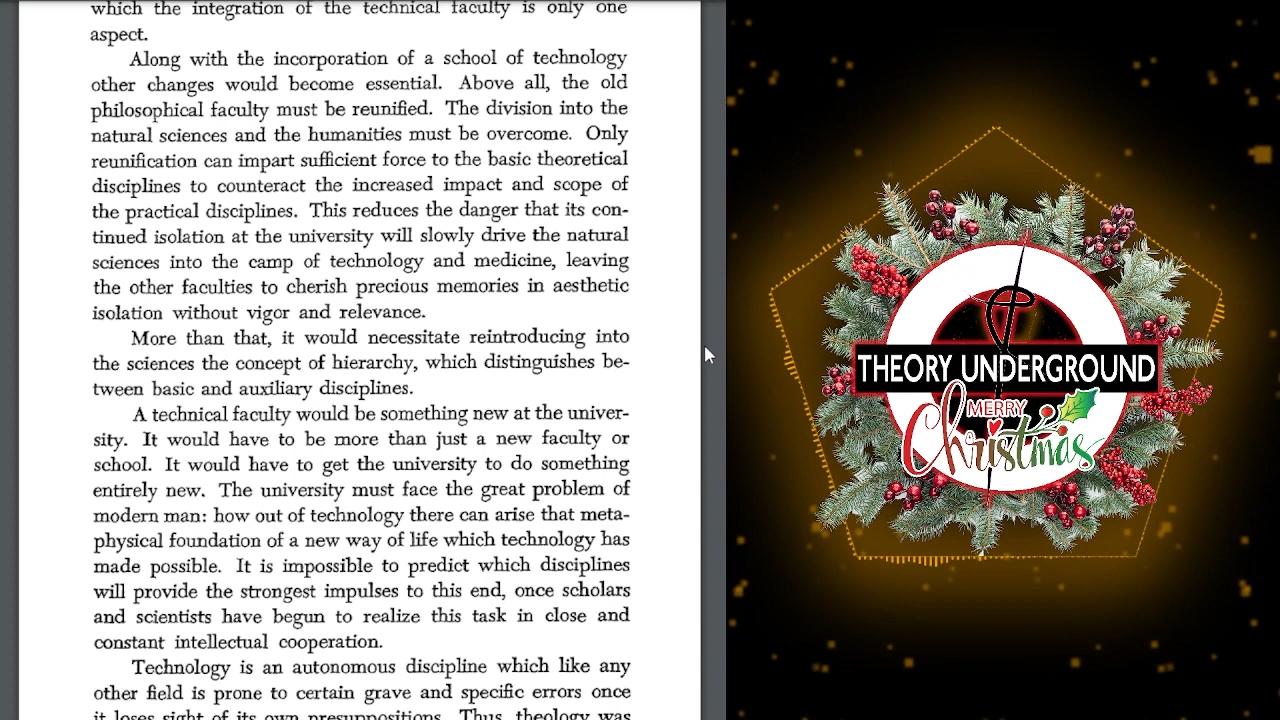 which the integration of the technical faculty is only one
aspect.
Along with the incorporation of a school of technology
other changes would become essential. Above all, the old
philosophical faculty must be reunified. The division into the
natural sciences and the humanities must be overcome. Only
reunification can impart sufficient force to the basic theoretical
disciplines to counteract the increased impact and scope of
the practical disciplines. This reduces the danger that its con-
tinued isolation at the university will slowly drive the natural
sciences into the camp of technology and medicine, leaving
the other faculties to cherish precious memories in aesthetic
isolation without vigor and relevance.
More than that, it would necessitate reintroducing into
the sciences the concept of hierarchy, which distinguishes be-
tween basic and auxiliary disciplines.
A technical faculty would be something new at the univer-
sity. It would have to be more than just a new faculty or
school. It would have to get the university to do something
entirely new. The university must face the great problem of
modern man: how out of technology there can arise that meta-
physical foundation of a new way of life which technology has
made possible. It is impossible to predict which disciplines
will provide the strongest impulses to this end, once scholars
and scientists have begun to realize this task in close and
constant intellectual cooperation.
Technology is an autonomous discipline which like any
other field is prone to certain grave and specific errors once
it loses sight of its own presuppositions. Thus, theology was
THEORY UNDERGROUND
MERRY
Christmas